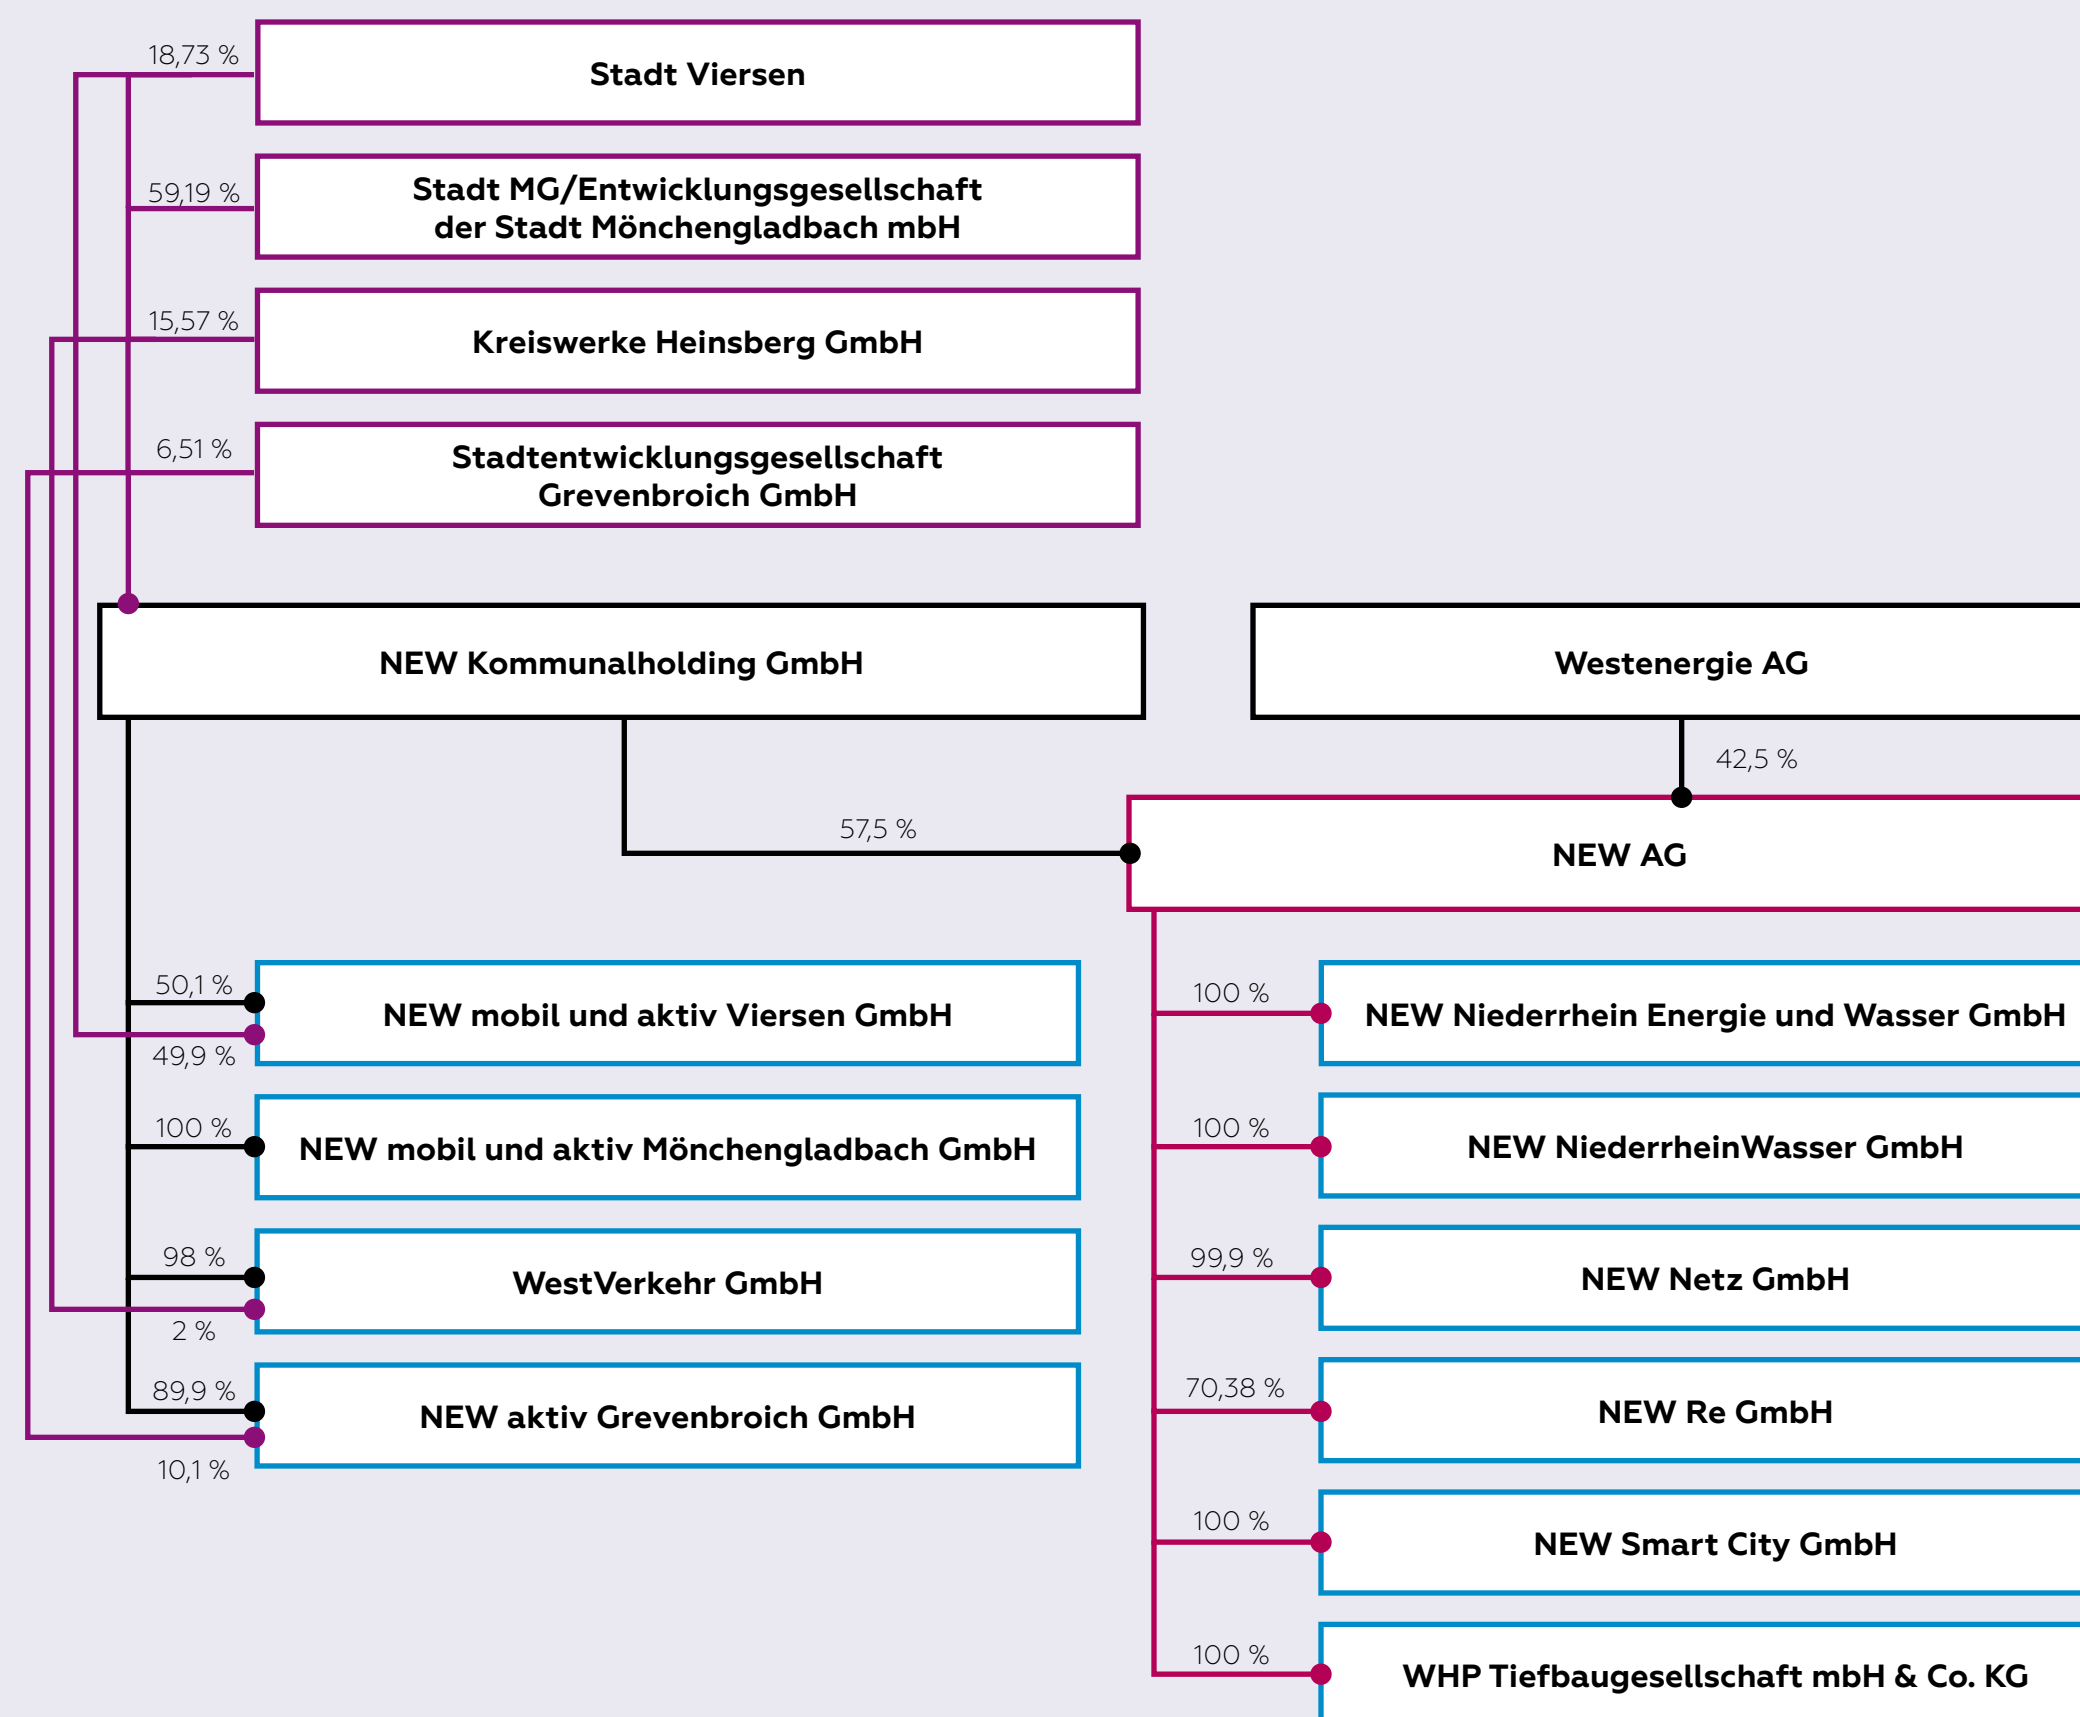 18,73 %
Stadt Viersen
59,19 %
Stadt MG/Entwicklungsgesellschaft
der Stadt Mönchengladbach mbH
15,57 %
Kreiswerke Heinsberg GmbH
6,51 %
Stadtentwicklungsgesellschaft
Grevenbroich GmbH
NEW Kommunalholding GmbH
Westenergie AG
42,5 %
57,5 %
NEW AG
50,1 %
NEW mobil und aktiv Viersen GmbH
49,9 %
100 %
NEW mobil und aktiv Mönchengladbach GmbH
98 %
WestVerkehr GmbH
2 %
89,9 %
NEW aktiv Grevenbroich GmbH
10,1 %
100 %
NEW Niederrhein Energie und Wasser GmbH
100 %
NEW NiederrheinWasser GmbH
99,9 %
NEW Netz GmbH
70,38 %
NEW Re GmbH
100 %
NEW Smart City GmbH
100 %
WHP Tiefbaugesellschaft mbH & Co. KG